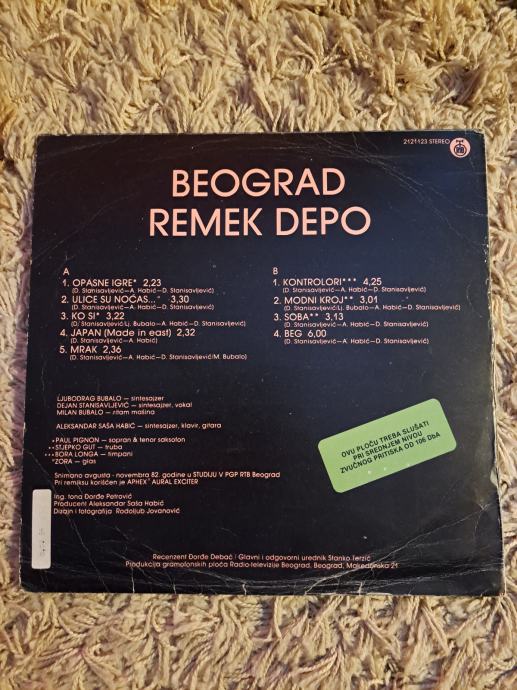 2121123 STEREO
BEOGRAD
REMEK DEPO
A
1. OPASNE IGRE* 2,23
(D. Stanisavljević—A. Habić—D. Stanisavljević)
2. ULICE SU NOĆAS...* 3,30
(D. Stanisavljević—A. Habić—D. Stanisavljević)
3. KO SI* 3,22
(D. Stanisavljević/Lj. Bubalo—A. Habić—D. Stanisavljević)
4. JAPAN (Made in east) 2,32
(D. Stanisavljević—A. Habić)
5. MRAK 2,36
(D. Stanisavljević—A. Habić—D. Stanisavljević/M. Bubalo)
B
1. KONTROLORI*** 4,25
(D. Stanisavljević—A. Habić—D. Stanisavljević)
2. MODNI KROJ** 3,01
(D. Stanisavljević/Lj. Bubalo—A. Habić—D. Stanisavljević)
3. SOBA** 3,13
(D. Stanisavljević—A. Habić—D. Stanisavljević)
4. BEG 6,00
(D. Stanisavljević—A. Habić—D. Stanisavljević)
LJUBODRAG BUBALO — sintesajzer
DEJAN STANISAVLJEVIĆ — sintesajzer, vokal
MILAN BUBALO — ritam mašina
ALEKSANDAR SAŠA HABIĆ — sintesajzer, klavir, gitara
*PAUL PIGNON — sopran & tenor saksofon
**STJEPKO GUT — truba
***BORA LONGA — timpani
*ZORA — glas
Snimano avgusta - novembra 82. godine u STUDIJU V PGP RTB Beograd
Pri remiksu korišćen je APHEX® AURAL EXCITER
Ing. tona Đorđe Petrović
Producent Aleksandar Saša Habić
Dizajn i fotografija Rodoljub Jovanović
OVU PLOČU TREBA SLUŠATI
PRI SREDNJEM NIVOU
ZVUČNOG PRITISKA OD 106 DbA
Recenzent Đorđe Debač / Glavni i odgovorni urednik Stanko Terzić
Produkcija gramofonskih ploča Radio-televizije Beograd, Beograd, Makedonska 21